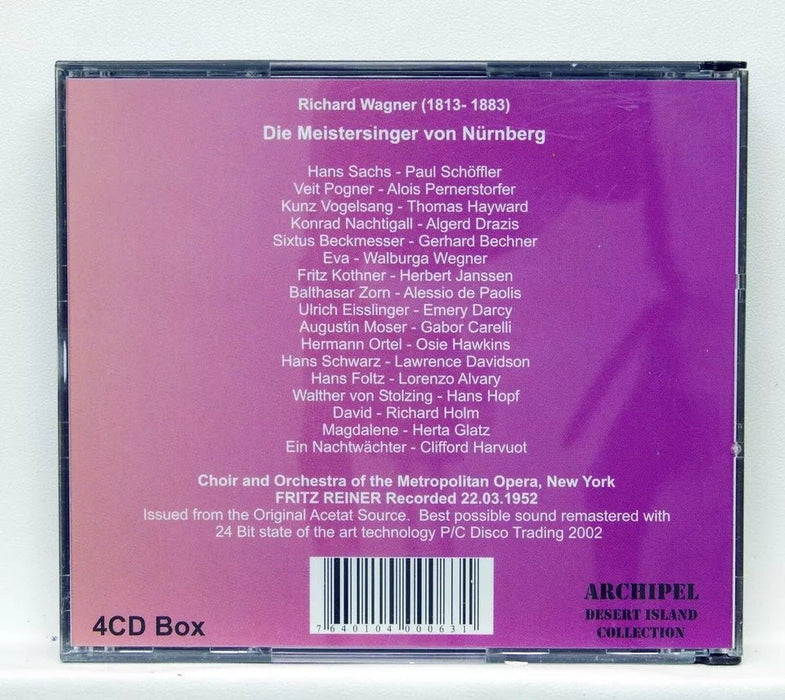 Richard Wagner (1813- 1883)
Die Meistersinger von Nürnberg
Hans Sachs - Paul Schöffler
Veit Pogner - Alois Pernerstorfer
Kunz Vogelsang - Thomas Hayward
Konrad Nachtigall - Algerd Drazis
Sixtus Beckmesser - Gerhard Bechner
Eva - Walburga Wegner
Fritz Kothner - Herbert Janssen
Balthasar Zorn - Alessio de Paolis
Ulrich Eisslinger - Emery Darcy
Augustin Moser - Gabor Carelli
Hermann Ortel - Osie Hawkins
Hans Schwarz - Lawrence Davidson
Hans Foltz - Lorenzo Alvary
Walther von Stolzing - Hans Hopf
David - Richard Holm
Magdalene - Herta Glatz
Ein Nachtwächter - Clifford Harvuot
Choir and Orchestra of the Metropolitan Opera, New York
FRITZ REINER Recorded 22.03.1952
Issued from the Original Acetat Source. Best possible sound remastered with
24 Bit state of the art technology P/C Disco Trading 2002
7 640104 000631
4CD Box
ARCHIPEL
DESERT ISLAND
COLLECTION